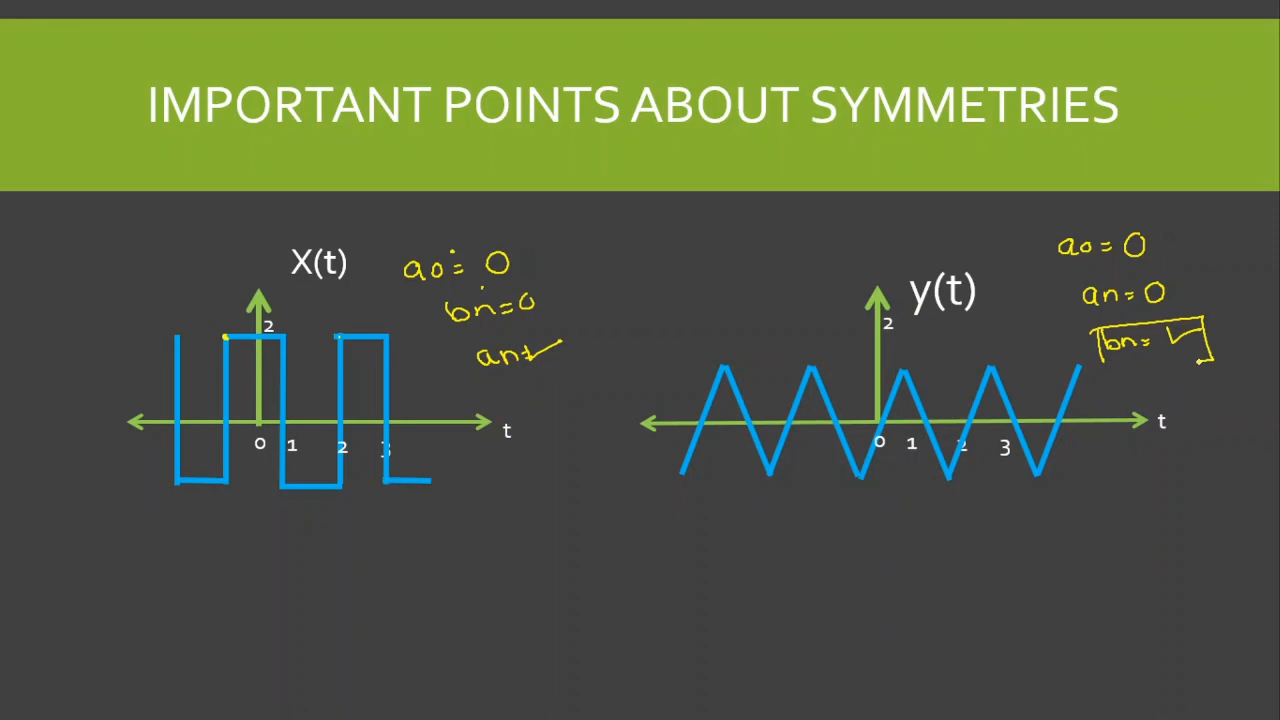 IMPORTANT POINTS ABOUT SYMMETRIES
X(t)
a0 = 0
bn = 0
an = ✓
2
0 1 2 3
t
y(t)
a0 = 0
an = 0
bn = ✓
2
0 1 2 3
t